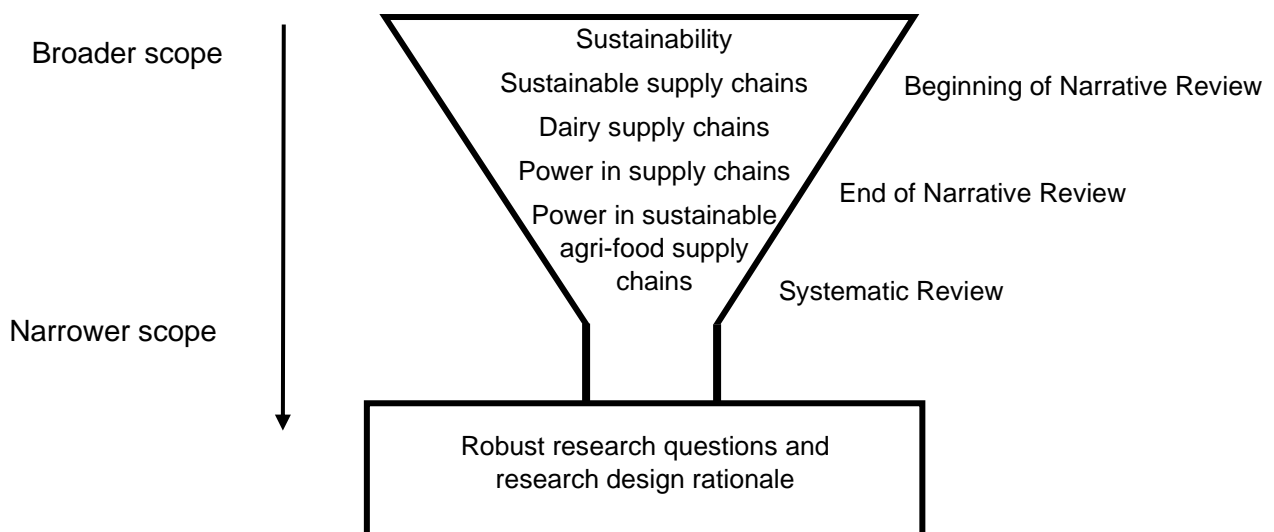 Broader scope
Narrower scope
Sustainability
Sustainable supply chains
Dairy supply chains
Power in supply chains
Power in sustainable
agri-food supply
chains
Beginning of Narrative Review
End of Narrative Review
Systematic Review
Robust research questions and
research design rationale